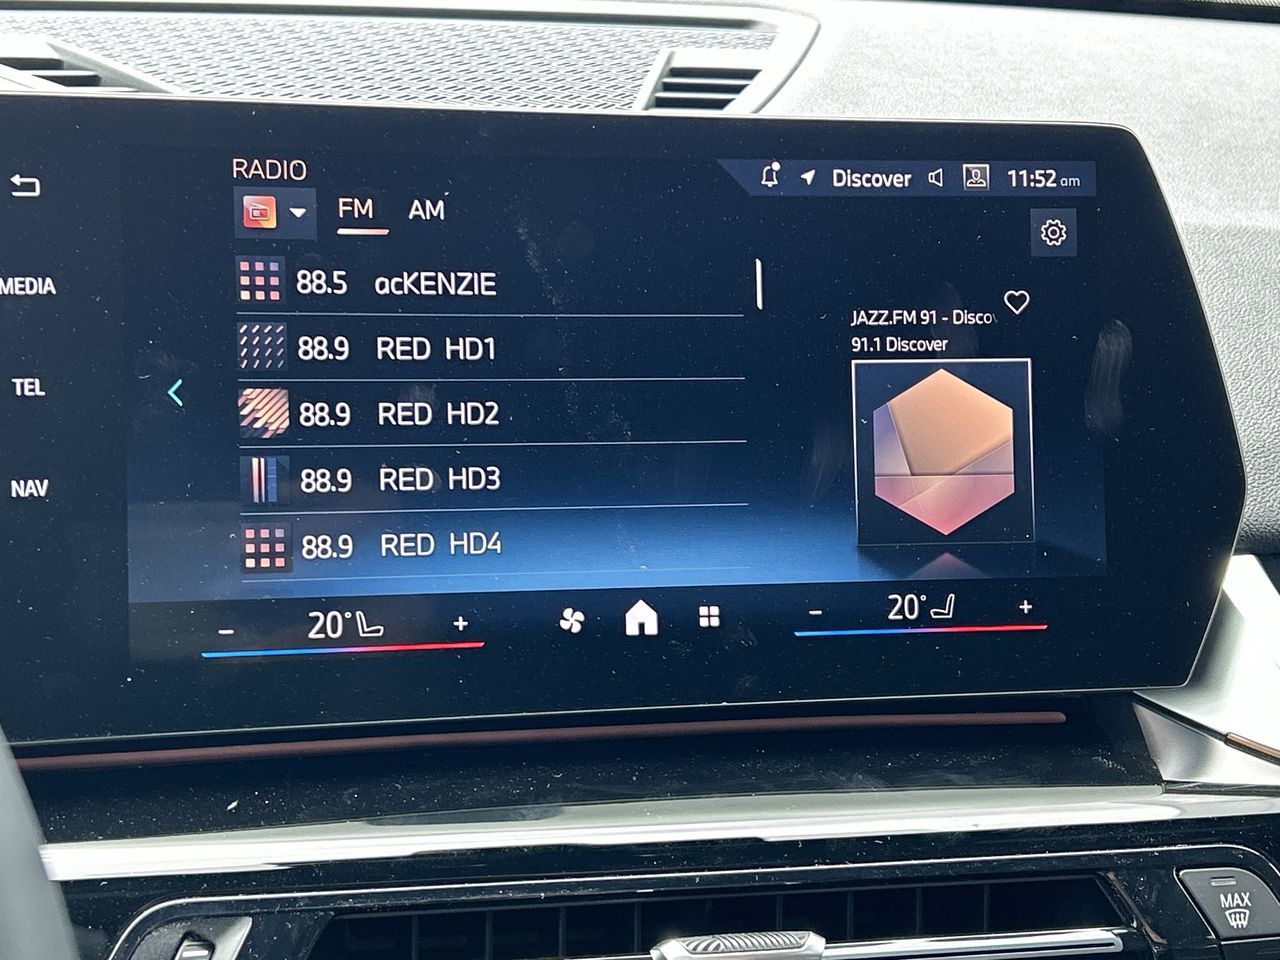 RADIO
Discover 11:52 am
FM AM
88.5 acKENZIE
88.9 RED HD1
88.9 RED HD2
88.9 RED HD3
88.9 RED HD4
MEDIA
TEL
NAV
JAZZ.FM 91 - Disco
91.1 Discover
- 20° +
- 20° +
MAX